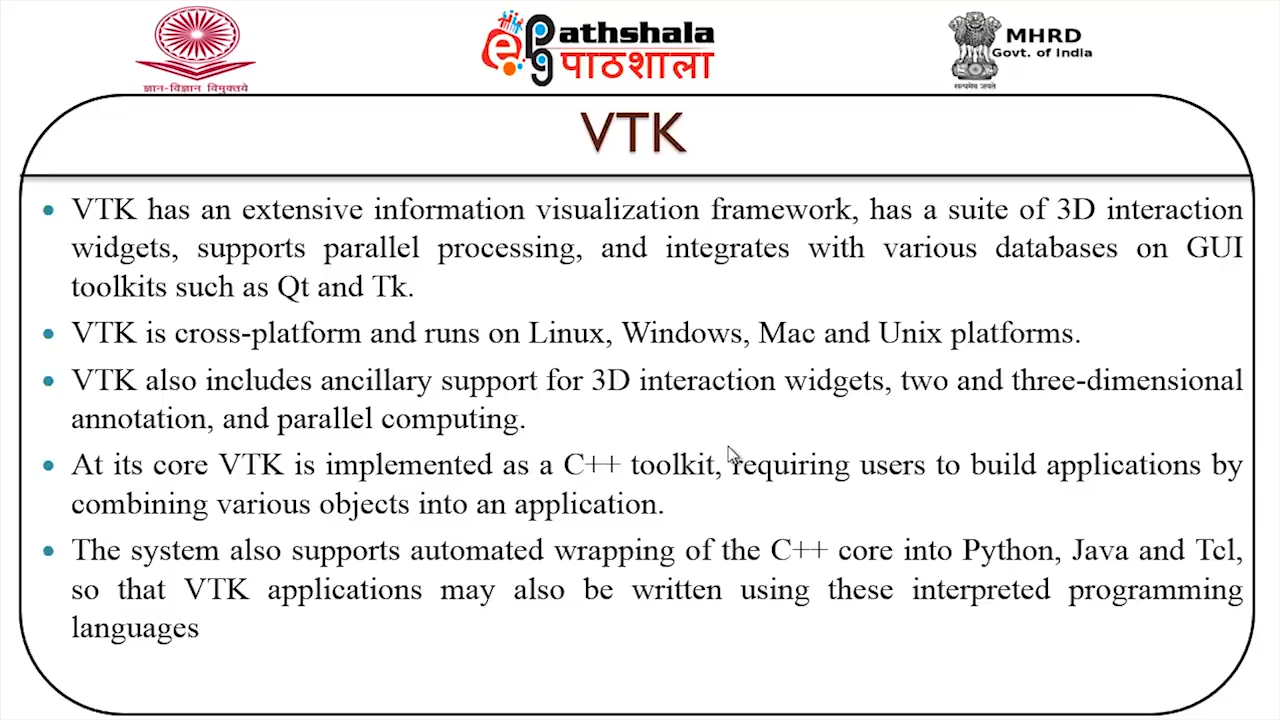 ज्ञान-विज्ञान विमुक्तये
ePathshala
पाठशाला
MHRD
Govt. of India
सत्यमेव जयते
VTK
• VTK has an extensive information visualization framework, has a suite of 3D interaction
widgets, supports parallel processing, and integrates with various databases on GUI
toolkits such as Qt and Tk.
• VTK is cross-platform and runs on Linux, Windows, Mac and Unix platforms.
• VTK also includes ancillary support for 3D interaction widgets, two and three-dimensional
annotation, and parallel computing.
• At its core VTK is implemented as a C++ toolkit, requiring users to build applications by
combining various objects into an application.
• The system also supports automated wrapping of the C++ core into Python, Java and Tcl,
so that VTK applications may also be written using these interpreted programming
languages